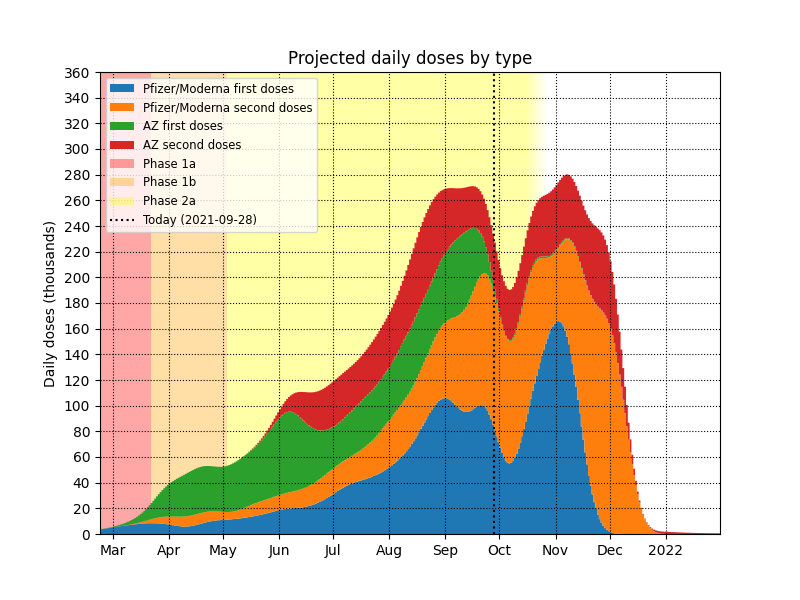 Projected daily doses by type
Daily doses (thousands)
360
340
320
300
280
260
240
220
200
180
160
140
120
100
80
60
40
20
0
Pfizer/Moderna first doses
Pfizer/Moderna second doses
AZ first doses
AZ second doses
Phase 1a
Phase 1b
Phase 2a
Today (2021-09-28)
Mar Apr May Jun Jul Aug Sep Oct Nov Dec 2022